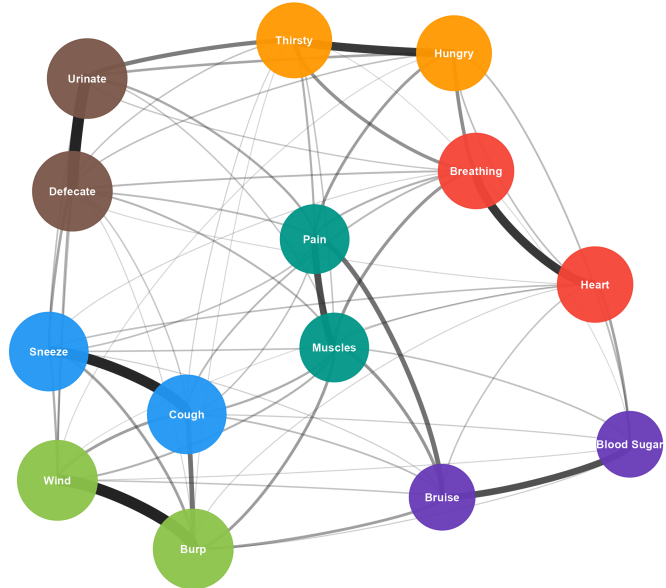 Thirsty
Hungry
Urinate
Breathing
Defecate
Pain
Heart
Muscles
Sneeze
Cough
Blood Sugar
Wind
Bruise
Burp